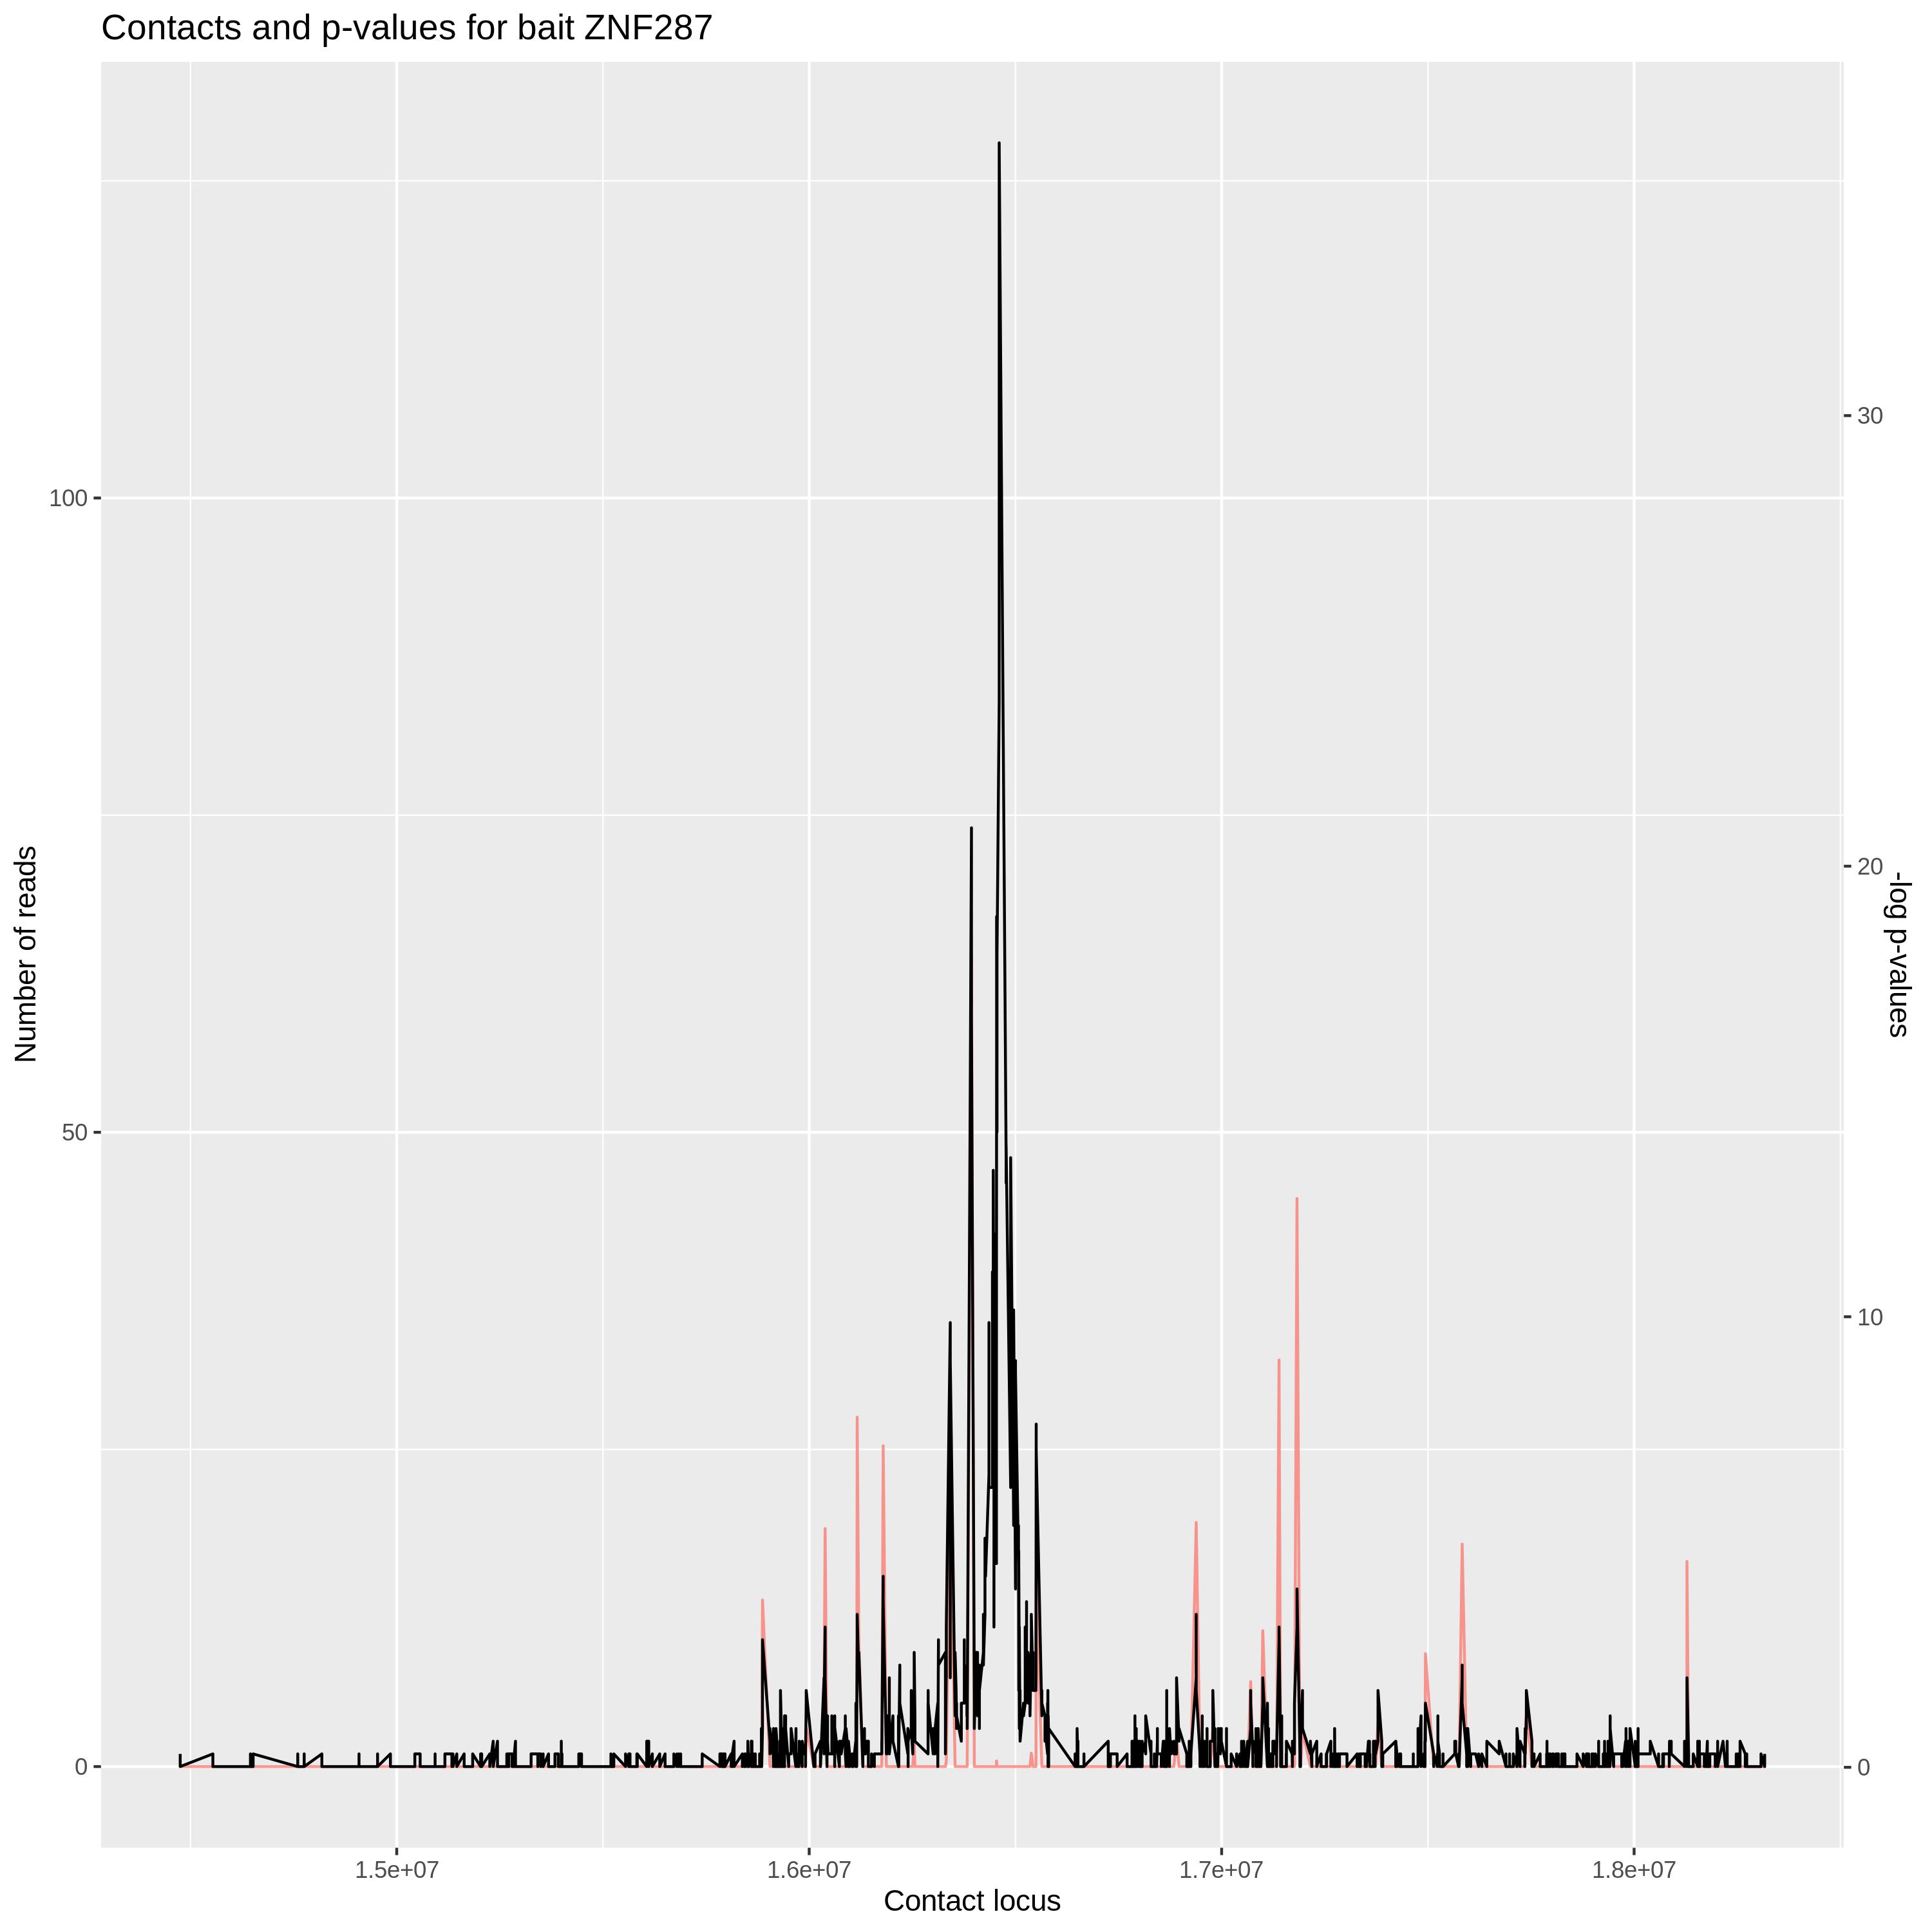 Contacts and p-values for bait ZNF287
Number of reads
100
50
0
30
20
10
0
-log p-values
1.5e+07
1.6e+07
1.7e+07
1.8e+07
Contact locus